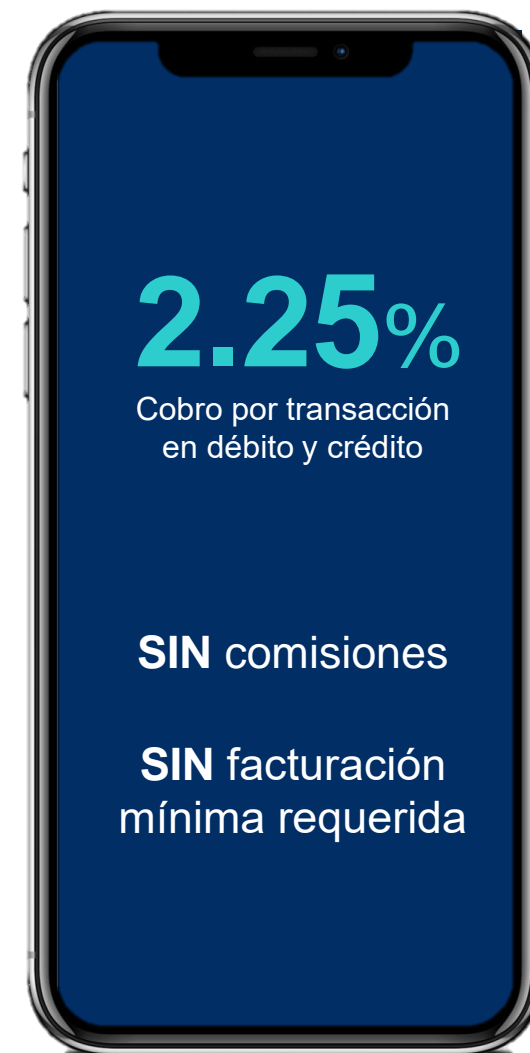 2.25%
Cobro por transacción
en débito y crédito
SIN comisiones
SIN facturación
mínima requerida